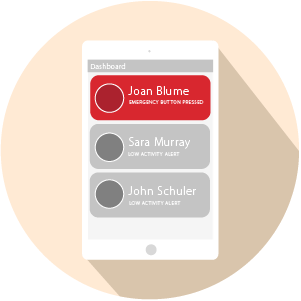 Dashboard
Joan Blume
EMERGENCY BUTTON PRESSED
Sara Murray
LOW ACTIVITY ALERT
John Schuler
LOW ACTIVITY ALERT